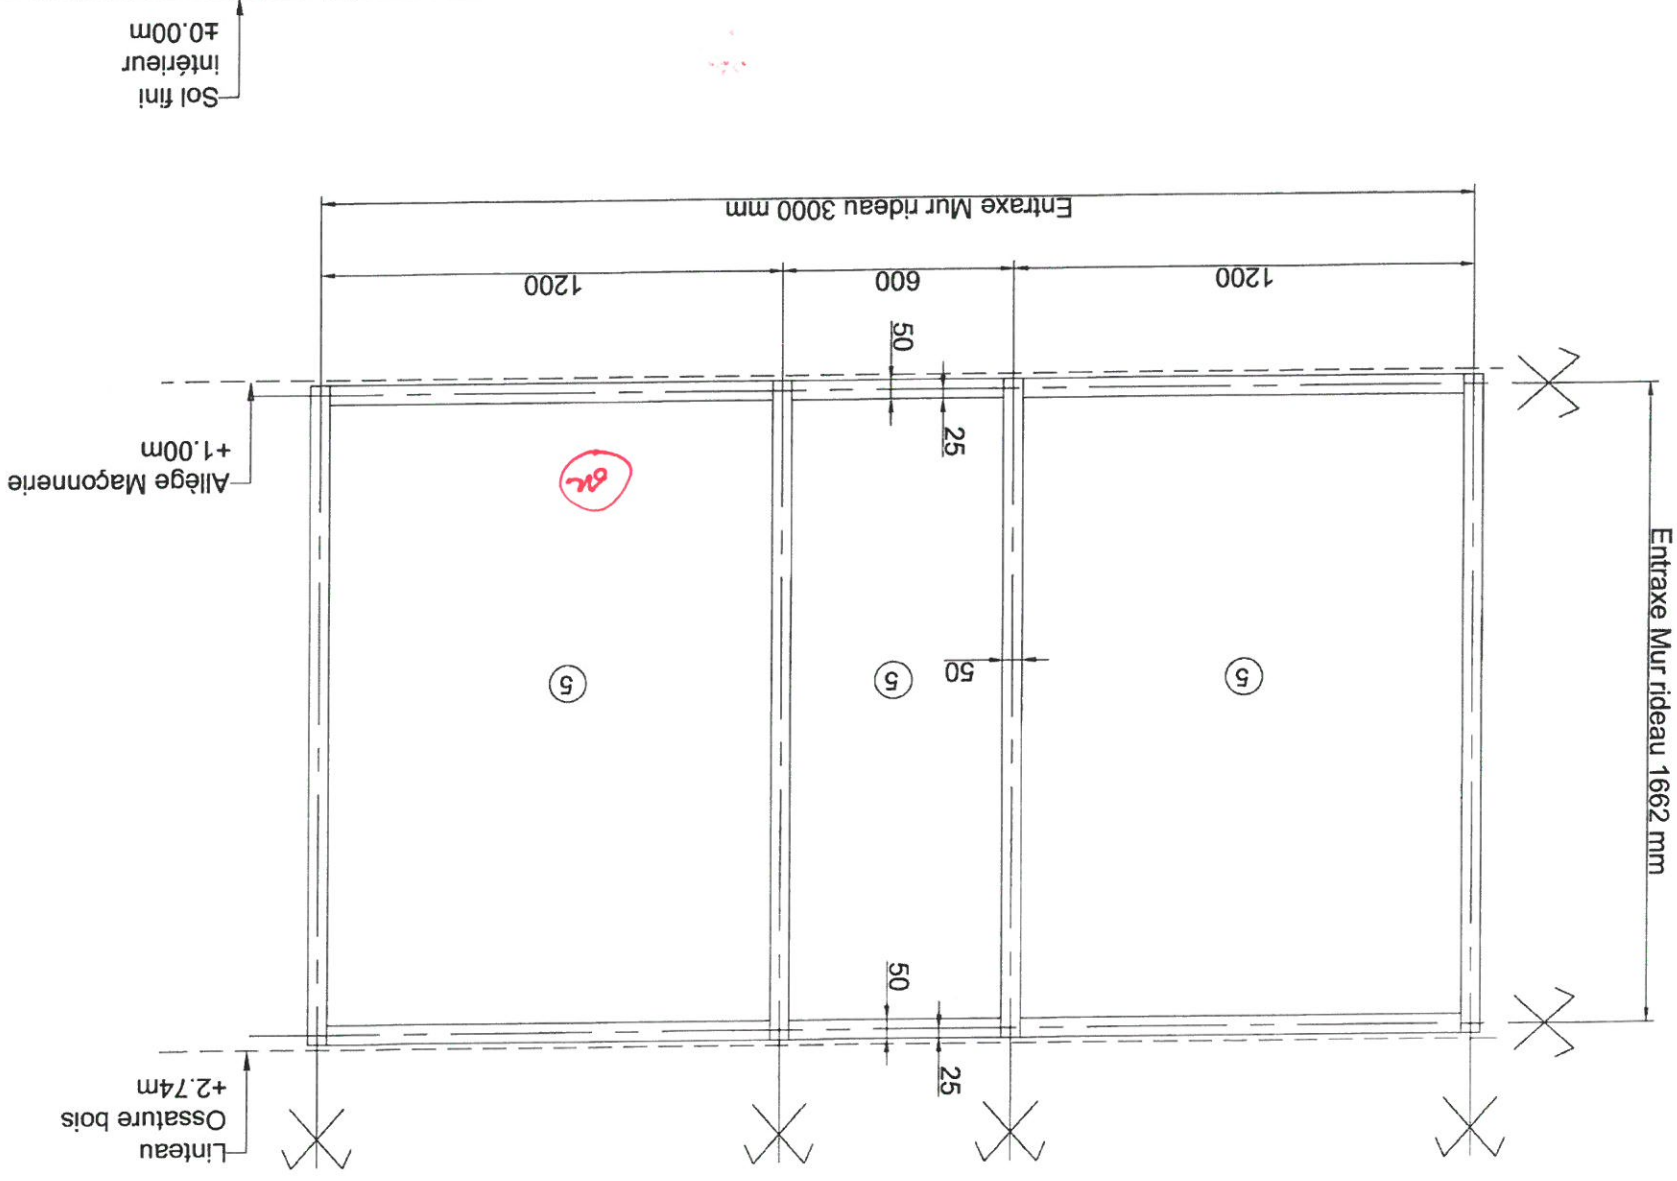 Linteau
Ossature bois
+2.74m
25
50
Entraxe Mur rideau 1662 mm
5
50
5
5
ok
Allège Maçonnerie
+1.00m
25
50
1200
600
1200
Entraxe Mur rideau 3000 mm
Sol fini
intérieur
±0.00m